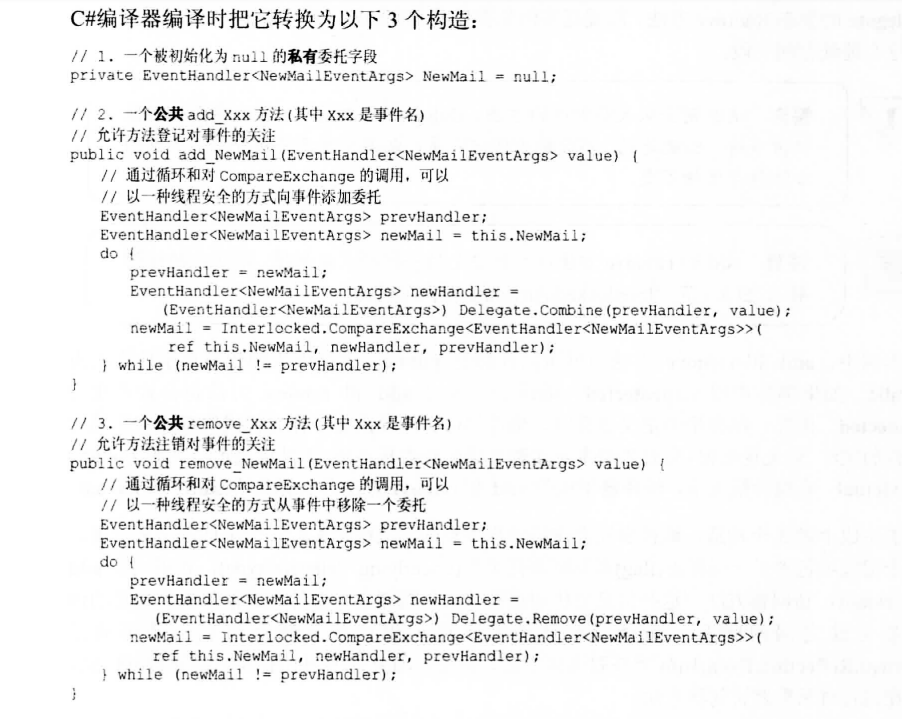 C#编译器编译时把它转换为以下 3 个构造：
// 1. 一个被初始化为 null 的私有委托字段
private EventHandler<NewMailEventArgs> NewMail = null;
// 2. 一个公共 add_Xxx 方法(其中 Xxx 是事件名)
// 允许方法登记对事件的关注
public void add_NewMail(EventHandler<NewMailEventArgs> value) {
// 通过循环和对 CompareExchange 的调用，可以
// 以一种线程安全的方式向事件添加委托
EventHandler<NewMailEventArgs> prevHandler;
EventHandler<NewMailEventArgs> newMail = this.NewMail;
do {
prevHandler = newMail;
EventHandler<NewMailEventArgs> newHandler =
(EventHandler<NewMailEventArgs>) Delegate.Combine(prevHandler, value);
newMail = Interlocked.CompareExchange<EventHandler<NewMailEventArgs>>(
ref this.NewMail, newHandler, prevHandler);
} while (newMail != prevHandler);
}
// 3. 一个公共 remove_Xxx 方法(其中 Xxx 是事件名)
// 允许方法注销对事件的关注
public void remove_NewMail(EventHandler<NewMailEventArgs> value) {
// 通过循环和对 CompareExchange 的调用，可以
// 以一种线程安全的方式从事件中移除一个委托
EventHandler<NewMailEventArgs> prevHandler;
EventHandler<NewMailEventArgs> newMail = this.NewMail;
do {
prevHandler = newMail;
EventHandler<NewMailEventArgs> newHandler =
(EventHandler<NewMailEventArgs>) Delegate.Remove(prevHandler, value);
newMail = Interlocked.CompareExchange<EventHandler<NewMailEventArgs>>(
ref this.NewMail, newHandler, prevHandler);
} while (newMail != prevHandler);
}